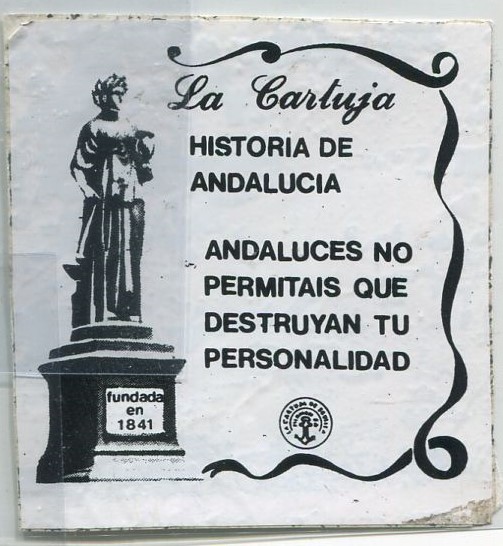 La Cartuja
HISTORIA DE
ANDALUCIA
ANDALUCES NO
PERMITAIS QUE
DESTRUYAN TU
PERSONALIDAD
fundada
en
1841